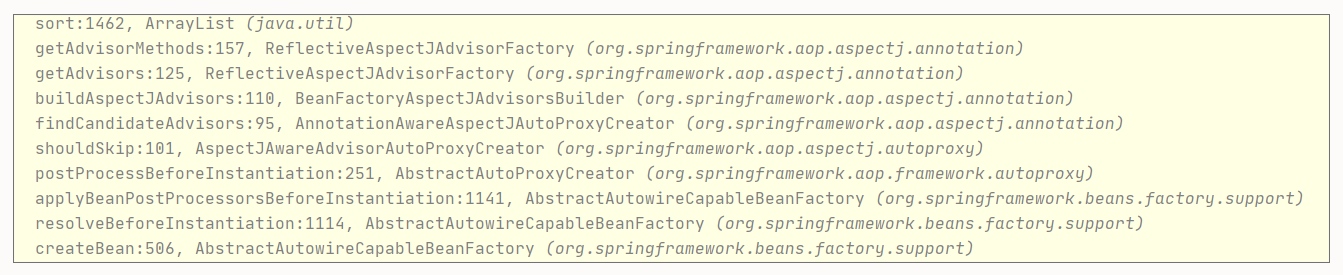 sort:1462, ArrayList (java.util)
getAdvisorMethods:157, ReflectiveAspectJAdvisorFactory (org.springframework.aop.aspectj.annotation)
getAdvisors:125, ReflectiveAspectJAdvisorFactory (org.springframework.aop.aspectj.annotation)
buildAspectJAdvisors:110, BeanFactoryAspectJAdvisorsBuilder (org.springframework.aop.aspectj.annotation)
findCandidateAdvisors:95, AnnotationAwareAspectJAutoProxyCreator (org.springframework.aop.aspectj.annotation)
shouldSkip:101, AspectJAwareAdvisorAutoProxyCreator (org.springframework.aop.aspectj.autoproxy)
postProcessBeforeInstantiation:251, AbstractAutoProxyCreator (org.springframework.aop.framework.autoproxy)
applyBeanPostProcessorsBeforeInstantiation:1141, AbstractAutowireCapableBeanFactory (org.springframework.beans.factory.support)
resolveBeforeInstantiation:1114, AbstractAutowireCapableBeanFactory (org.springframework.beans.factory.support)
createBean:506, AbstractAutowireCapableBeanFactory (org.springframework.beans.factory.support)